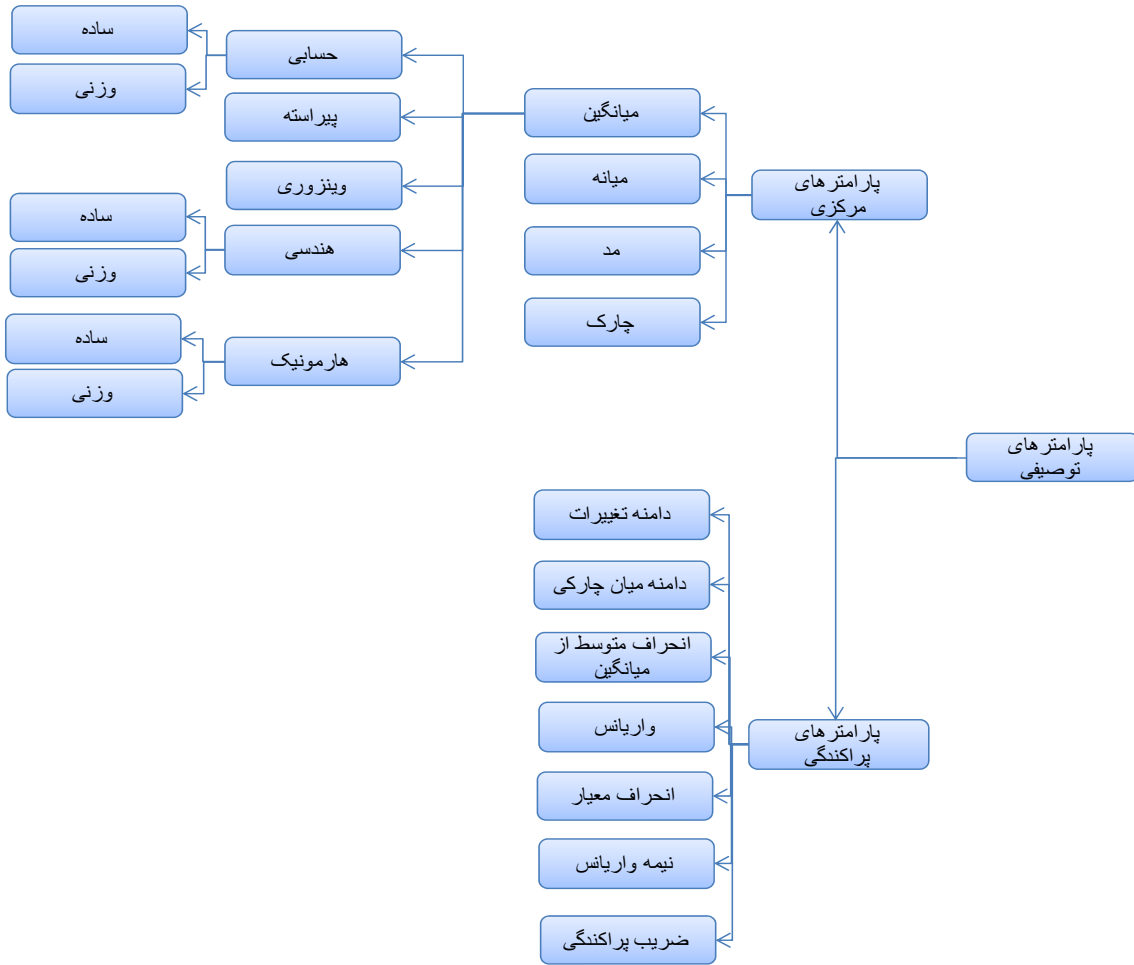 پارامترهای
توصیفی
پارامترهای
مرکزی
میانگین
حسابی
ساده
وزنی
پیراسته
وینزوری
هندسی
ساده
وزنی
هارمونیک
ساده
وزنی
میانه
مد
چارک
پارامترهای
پراکندگی
دامنه تغییرات
دامنه میان چارکی
انحراف متوسط از
میانگین
واریانس
انحراف معیار
نیمه واریانس
ضریب پراکندگی